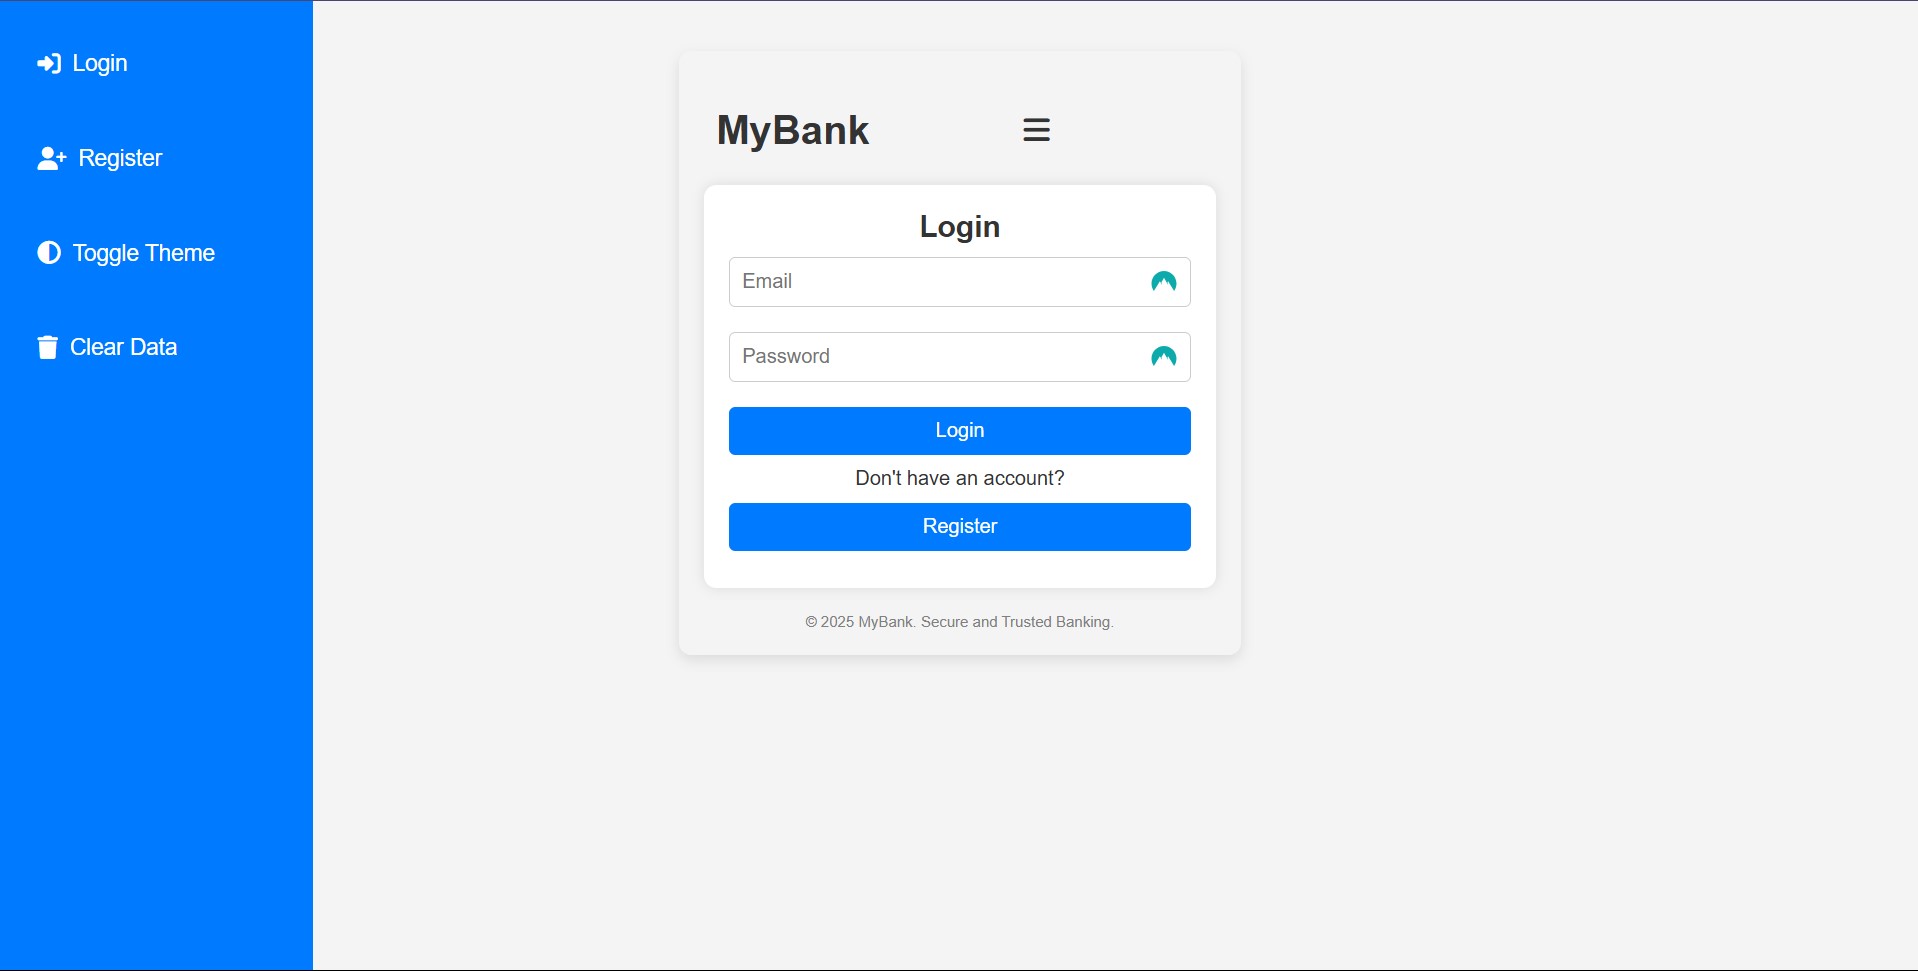 Login
Register
Toggle Theme
Clear Data
MyBank
Login
Email
Password
Login
Don't have an account?
Register
© 2025 MyBank. Secure and Trusted Banking.